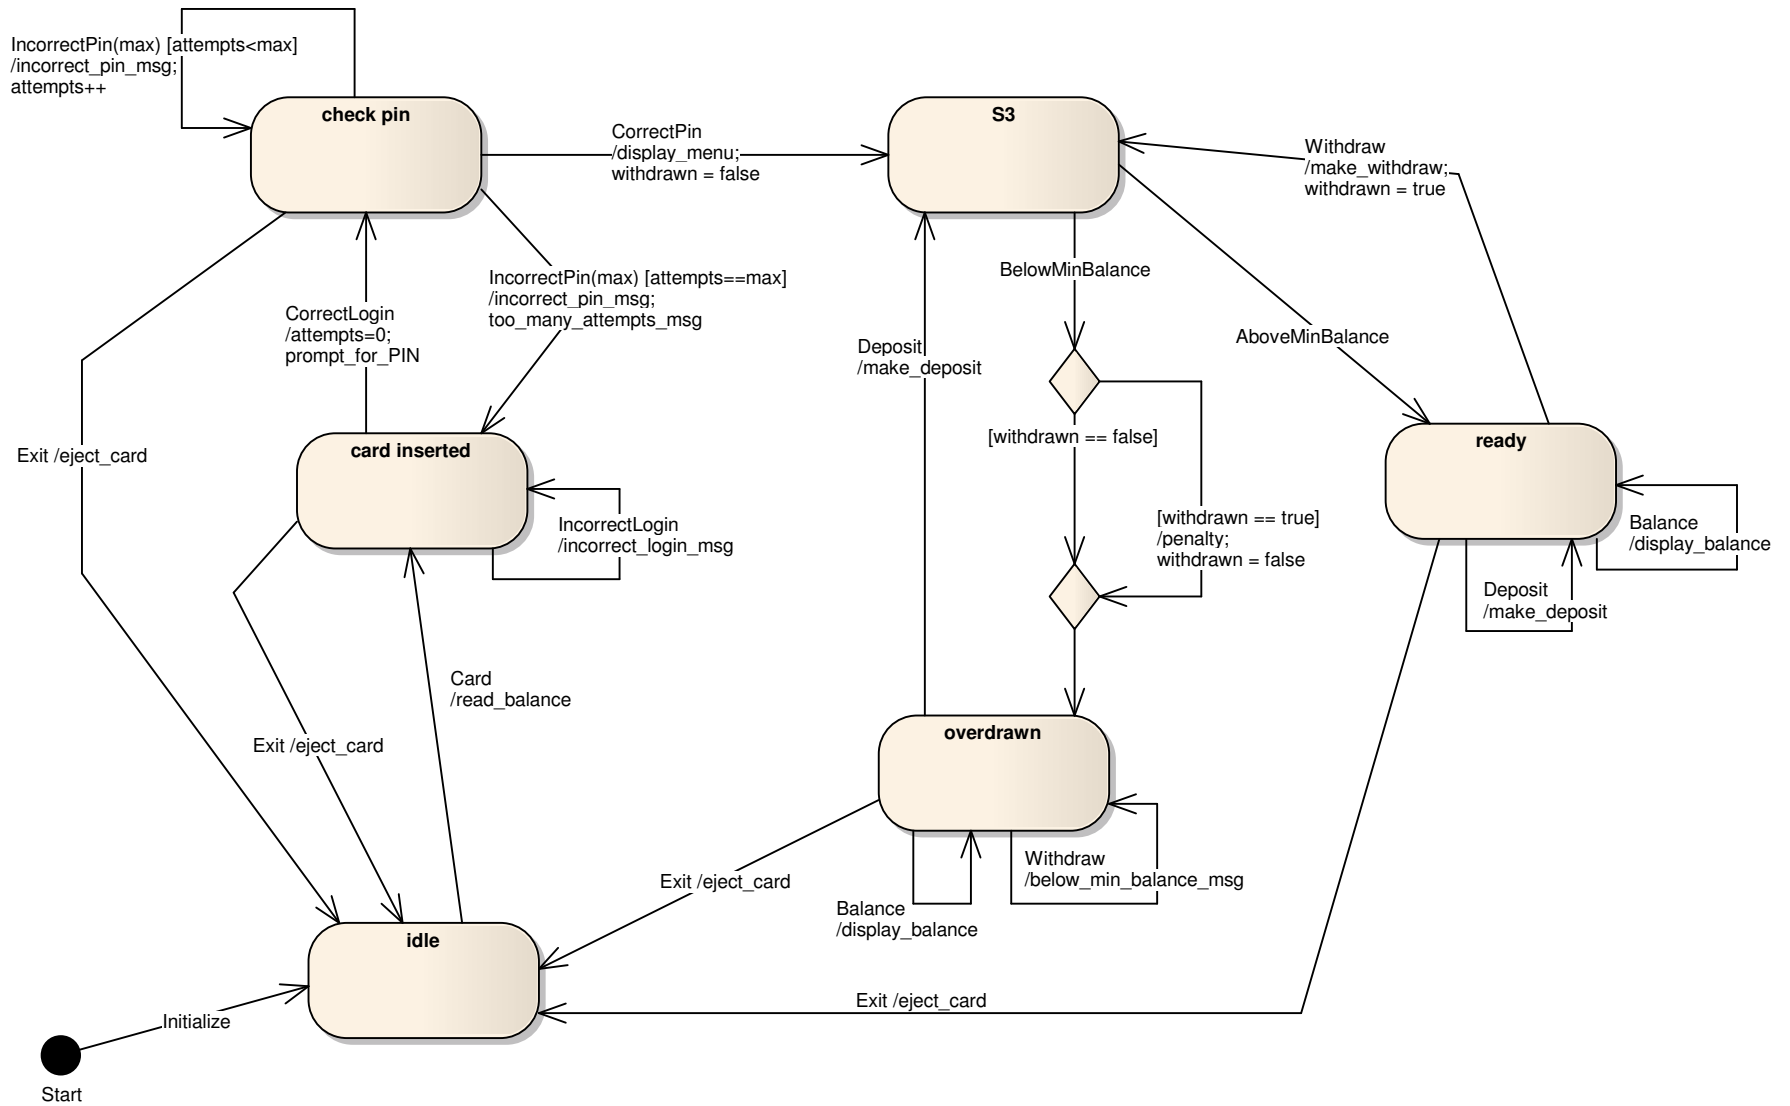 IncorrectPin(max) [attempts<max]
/incorrect_pin_msg;
attempts++
check pin
CorrectPin
/display_menu;
withdrawn = false
S3
Withdraw
/make_withdraw;
withdrawn = true
IncorrectPin(max) [attempts==max]
/incorrect_pin_msg;
too_many_attempts_msg
CorrectLogin
/attempts=0;
prompt_for_PIN
BelowMinBalance
AboveMinBalance
Deposit
/make_deposit
[withdrawn == false]
Exit /eject_card
card inserted
ready
IncorrectLogin
/incorrect_login_msg
[withdrawn == true]
/penalty;
withdrawn = false
Balance
/display_balance
Deposit
/make_deposit
Card
/read_balance
Exit /eject_card
overdrawn
Exit /eject_card
Withdraw
/below_min_balance_msg
Balance
/display_balance
idle
Exit /eject_card
Initialize
Start